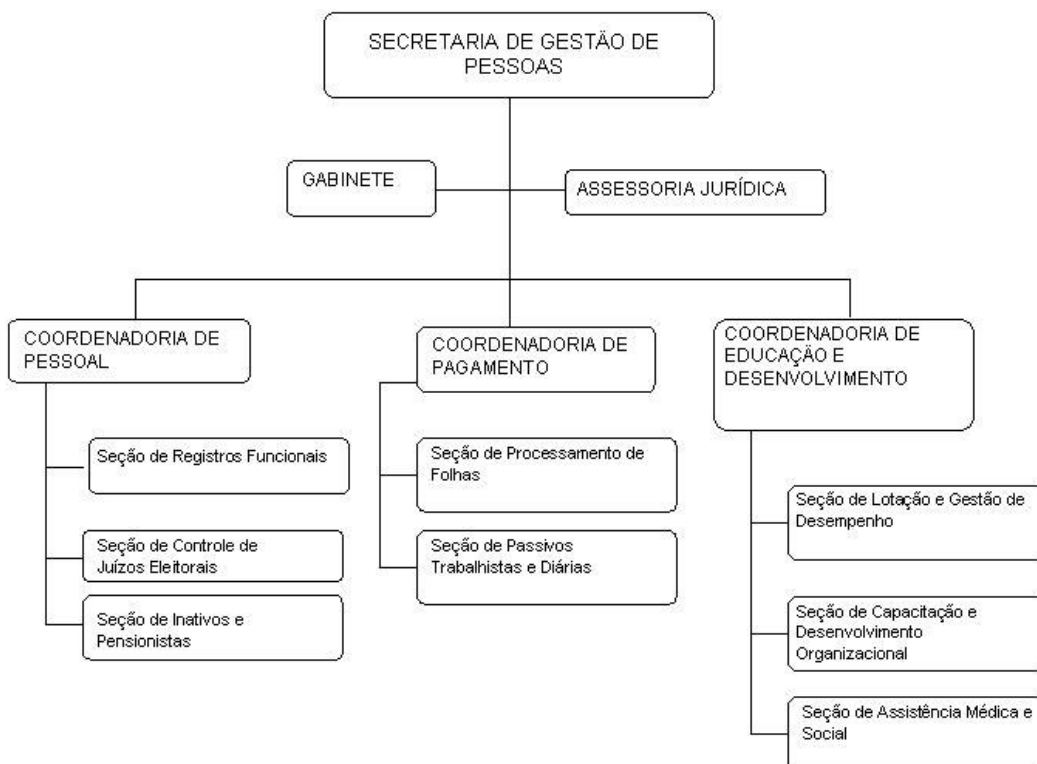 SECRETARIA DE GESTÃO DE
PESSOAS
GABINETE
ASSESSORIA JURÍDICA
COORDENADORIA DE
PESSOAL
Seção de Registros Funcionais
Seção de Controle de
Juízos Eleitorais
Seção de Inativos e
Pensionistas
COORDENADORIA DE
PAGAMENTO
Seção de Processamento de
Folhas
Seção de Passivos
Trabalhistas e Diárias
COORDENADORIA DE
EDUCAÇÃO E
DESENVOLVIMENTO
Seção de Lotação e Gestão de
Desempenho
Seção de Capacitação e
Desenvolvimento
Organizacional
Seção de Assistência Médica e
Social